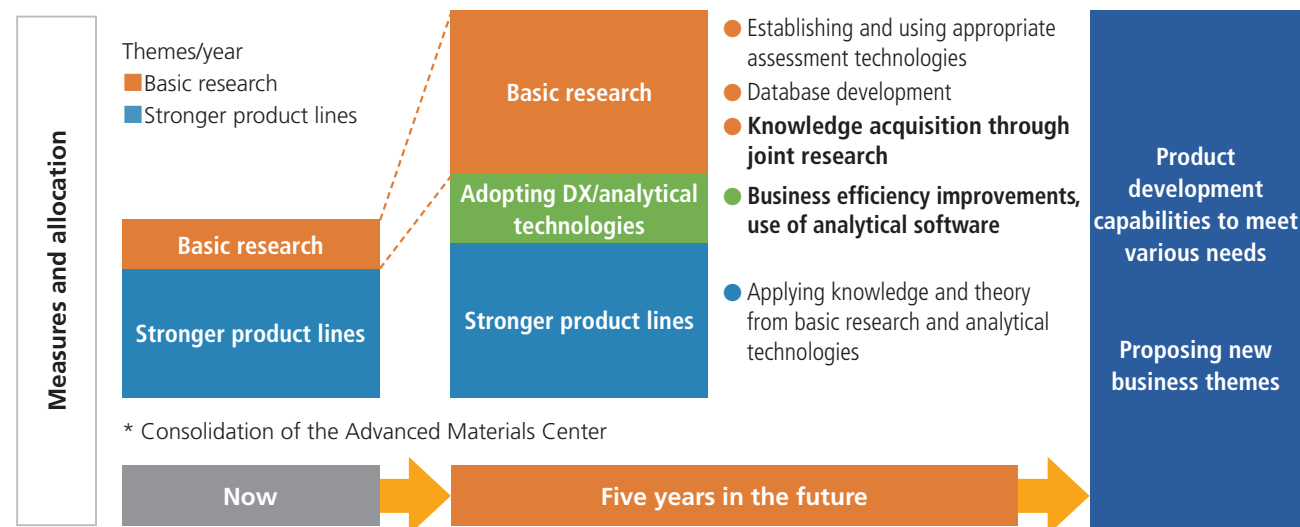 Measures and allocation
Themes/year
Basic research
Stronger product lines
Basic research
Stronger product lines
Basic research
Adopting DX/analytical
technologies
Stronger product lines
Establishing and using appropriate
assessment technologies
Database development
Knowledge acquisition through
joint research
Business efficiency improvements,
use of analytical software
Applying knowledge and theory
from basic research and analytical
technologies
Product
development
capabilities to meet
various needs
Proposing new
business themes
* Consolidation of the Advanced Materials Center
Now
Five years in the future